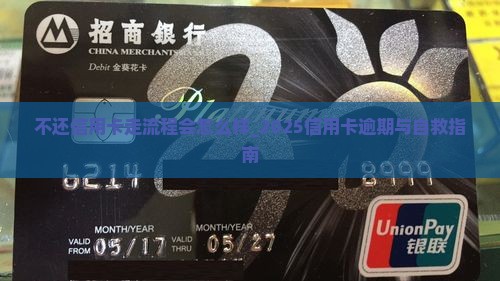 招商银行
CHINA MERCHANTS
Debit 金葵花卡
Platinum
不还信用卡走流程会怎么样 2025信用卡逾期与自救指
南
6214
8999
MONTH/YEAR MONTH/YEAR
VALID FROM 05/17 VALID THRU 05/27
UnionPay
银联